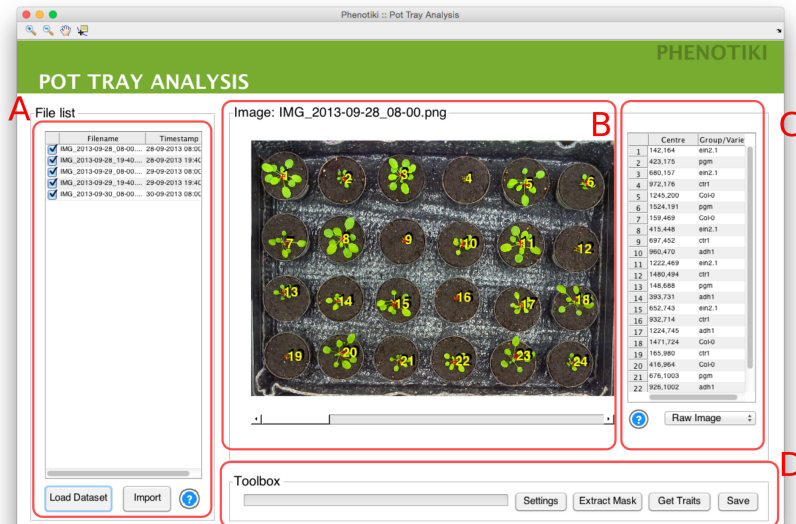 Phenotiki :: Pot Tray Analysis
PHENOTIKI
POT TRAY ANALYSIS
A
File list
Filename Timestamp
IMG_2013-09-28_08-00.... 28-09-2013 08:00
IMG_2013-09-28_19-40.... 28-09-2013 19:40
IMG_2013-09-29_08-00.... 29-09-2013 08:00
IMG_2013-09-29_19-40.... 29-09-2013 19:40
IMG_2013-09-30_08-00.... 30-09-2013 08:00
Load Dataset Import ?
Image: IMG_2013-09-28_08-00.png
B
1 2 3 4 5 6
7 8 9 10 11 12
13 14 15 16 17 18
19 20 21 22 23 24
C
Centre Group/Varie
1 142,164 ein2.1
2 423,175 pgm
3 680,157 ein2.1
4 972,176 ctr1
5 1245,200 Col-0
6 1524,191 pgm
7 159,469 Col-0
8 415,448 ein2.1
9 697,452 ctr1
10 960,470 adh1
11 1222,469 ein2.1
12 1480,494 ctr1
13 148,688 pgm
14 393,731 adh1
15 652,743 ein2.1
16 932,714 ctr1
17 1224,745 adh1
18 1471,724 Col-0
19 165,980 ctr1
20 416,964 Col-0
21 676,1003 pgm
22 926,1002 adh1
? Raw Image
D
Toolbox
Settings Extract Mask Get Traits Save